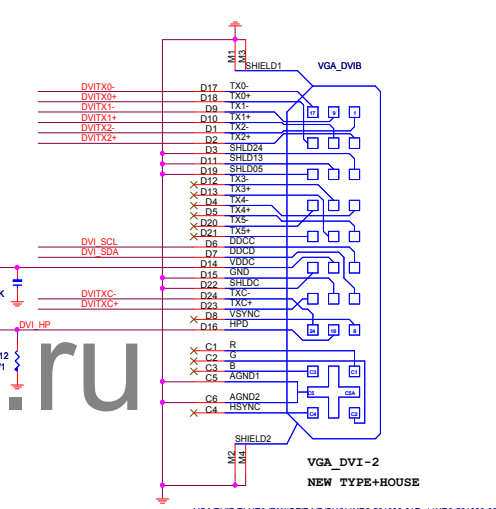 M1 M3
SHIELD1 VGA_DVIB
DVITX0- D17 TX0-
DVITX0+ D18 TX0+
DVITX1- D9 TX1-
DVITX1+ D10 TX1+
DVITX2- D1 TX2-
DVITX2+ D2 TX2+
D3 SHLD24
D11 SHLD13
D19 SHLD05
D12 TX3-
D13 TX3+
D4 TX4-
D5 TX4+
D20 TX5-
D21 TX5+
DVI_SCL D6 DDCC
DVI_SDA D7 DDCD
D14 VDDC
D15 GND
D22 SHLDC
DVITXC- D24 TXC-
DVITXC+ D23 TXC+
D8 VSYNC
DVI_HP D16 HPD
17 9 1
24 16 8
C1 R
C2 G
C3 B
C5 AGND1
C6 AGND2
C4 HSYNC
C3 C1
C5 C5A
C4 C2
K
12
.ru
SHIELD2
M2 M4
VGA_DVI-2
NEW TYPE+HOUSE